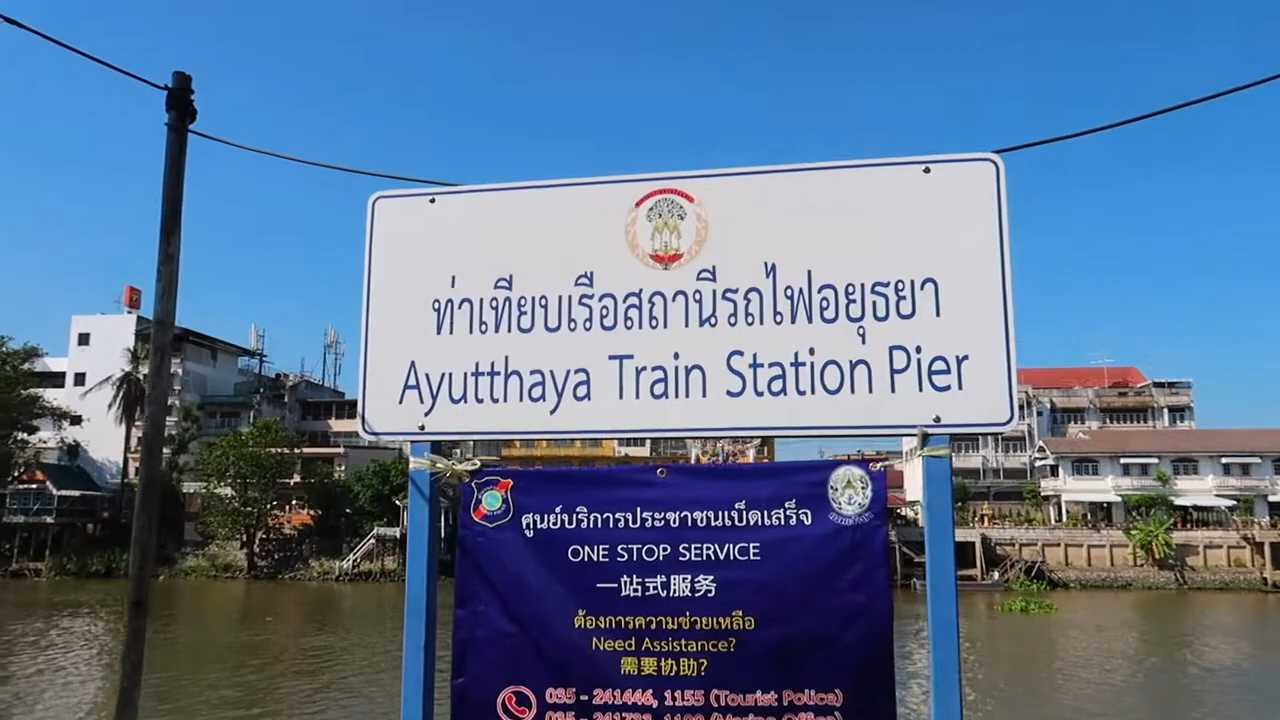 ท่าเทียบเรือสถานีรถไฟอยุธยา
Ayutthaya Train Station Pier
ศูนย์บริการประชาชนเบ็ดเสร็จ
ONE STOP SERVICE
一站式服务
ต้องการความช่วยเหลือ
Need Assistance?
需要协助?
035 - 241446, 1155 (Tourist Police)